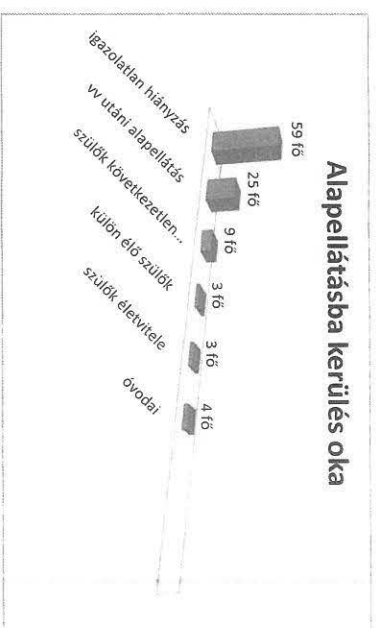 Alapellátásba kerülés oka
59 fő
25 fő
9 fő
3 fő
3 fő
4 fő
igazolatlan hiányzás
vv utáni alapellátás
szülők következetlen...
külön élő szülők
szülők életvitele
óvodai